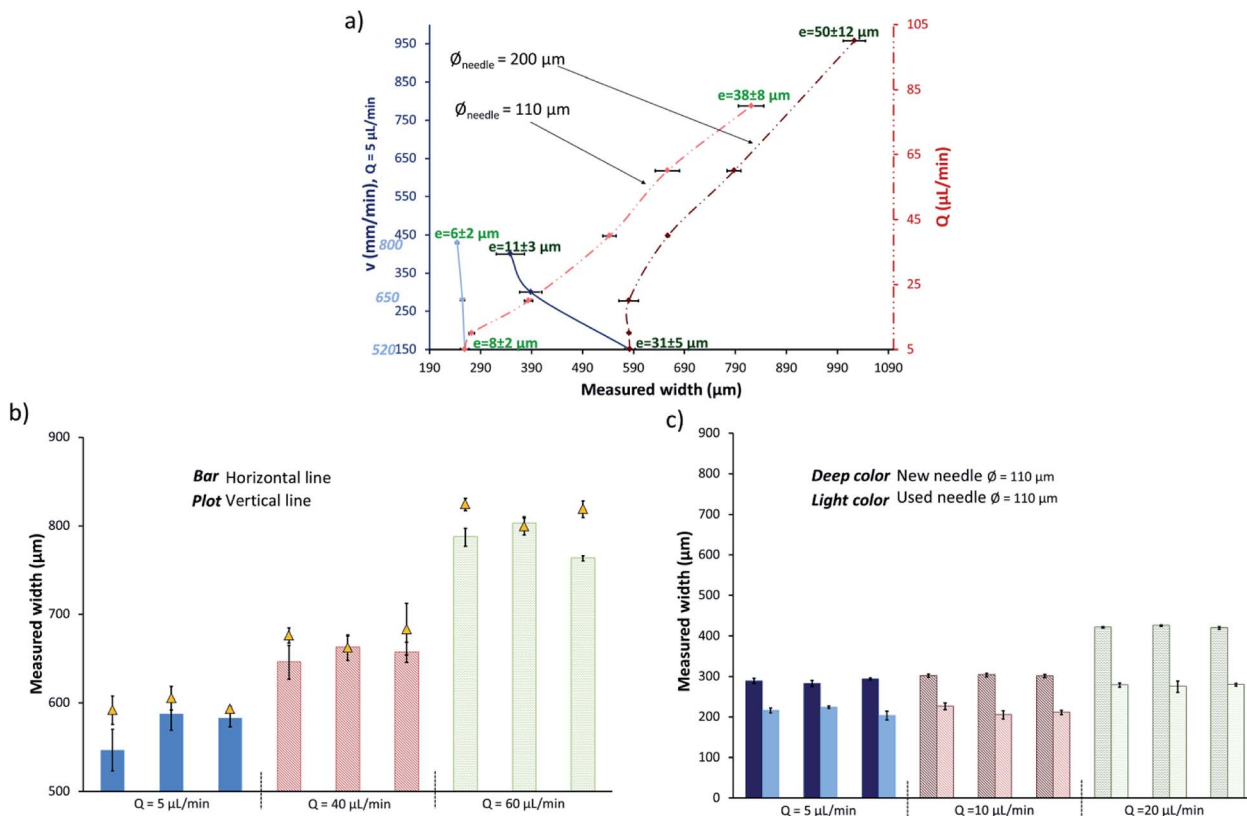 a)
e=50±12 µm
Ø needle = 200 µm
Ø needle = 110 µm
e=38±8 µm
e=6±2 µm
e=11±3 µm
e=8±2 µm
e=31±5 µm
v (mm/min), Q = 5 µL/min
950
850
750
650
550
450
350
250
150
800
650
520
105
85
65
45
25
5
Q (µL/min)
190 290 390 490 590 690 790 890 990 1090
Measured width (µm)
b)
Bar Horizontal line
Plot Vertical line
Measured width (µm)
900
800
700
600
500
Q = 5 µL/min Q = 40 µL/min Q = 60 µL/min
c)
Deep color New needle Ø = 110 µm
Light color Used needle Ø = 110 µm
Measured width (µm)
900
800
700
600
500
400
300
200
100
0
Q = 5 µL/min Q =10 µL/min Q =20 µL/min